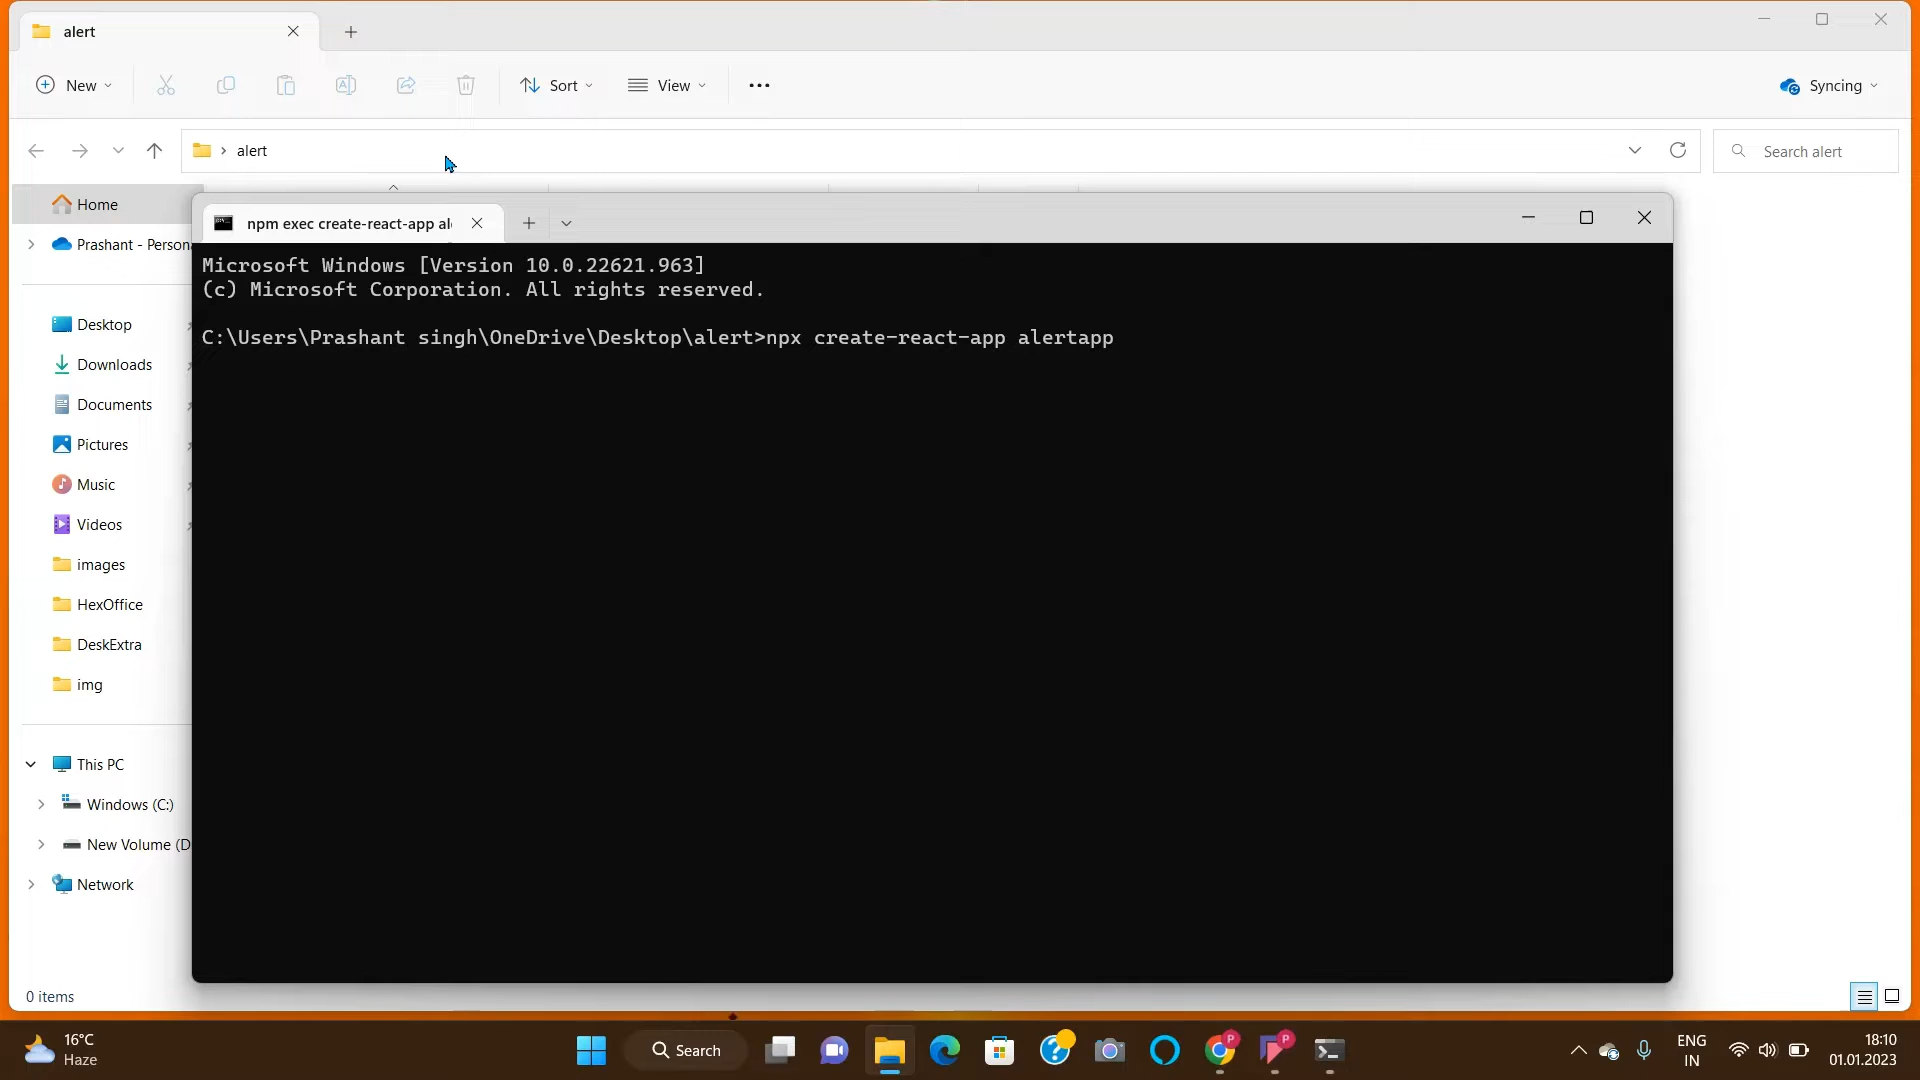 alert
New
Sort
View
Syncing
alert
Search alert
Home
Prashant - Persona
Desktop
Downloads
Documents
Pictures
Music
Videos
images
HexOffice
DeskExtra
img
This PC
Windows (C:)
New Volume (D
Network
0 items
npm exec create-react-app al
Microsoft Windows [Version 10.0.22621.963]
(c) Microsoft Corporation. All rights reserved.
C:\Users\Prashant singh\OneDrive\Desktop\alert>npx create-react-app alertapp
16°C
Haze
Search
P
P
ENG
IN
18:10
01.01.2023